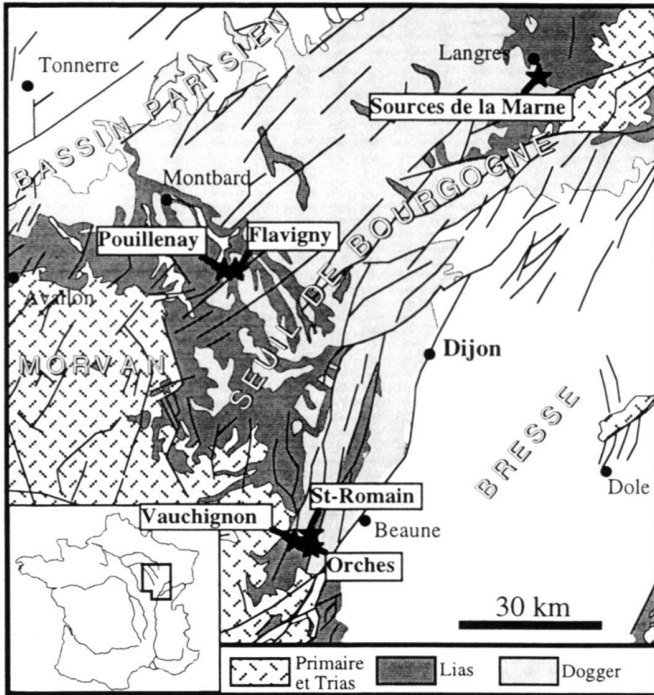 Tonnerre
Langres
Sources de la Marne
BASSIN PARISIEN
Montbard
Pouillenay
Flavigny
SEUIL DE BOURGOGNE
Avallon
MORVAN
Dijon
BRESSE
Dole
St-Romain
Vauchignon
Beaune
Orches
30 km
Primaire
et Trias
Lias
Dogger